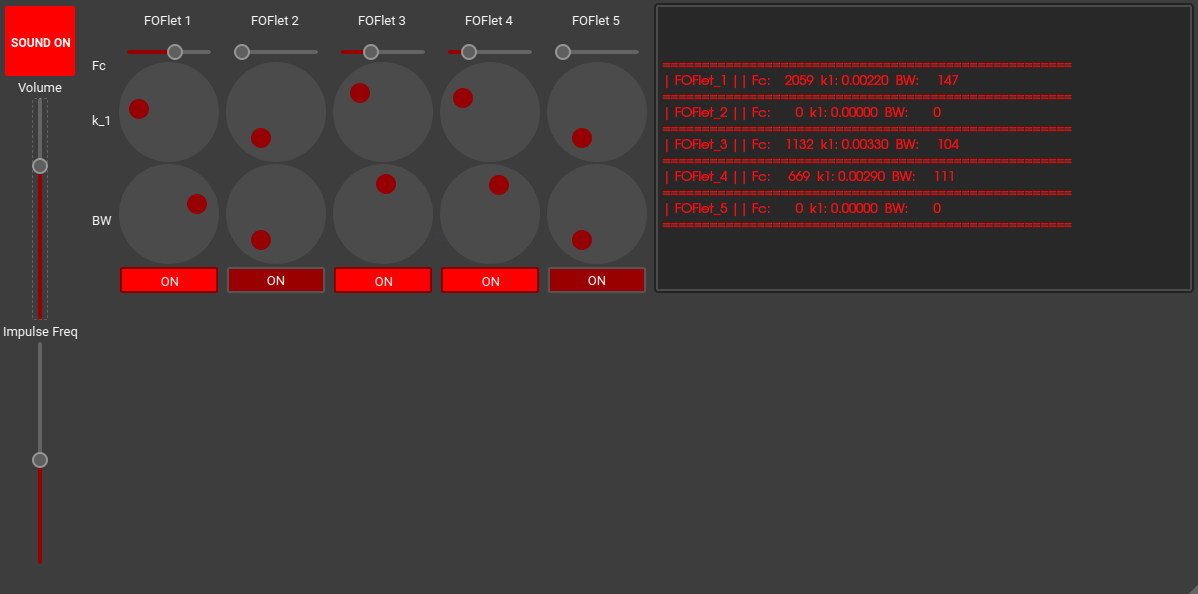 SOUND ON
Volume
Impulse Freq
FOFlet 1 FOFlet 2 FOFlet 3 FOFlet 4 FOFlet 5
Fc
k_1
BW
ON ON ON ON ON
====================================================
| FOFlet_1 | | Fc: 2059 k1: 0.00220 BW: 147
====================================================
| FOFlet_2 | | Fc: 0 k1: 0.00000 BW: 0
====================================================
| FOFlet_3 | | Fc: 1132 k1: 0.00330 BW: 104
====================================================
| FOFlet_4 | | Fc: 669 k1: 0.00290 BW: 111
====================================================
| FOFlet_5 | | Fc: 0 k1: 0.00000 BW: 0
====================================================